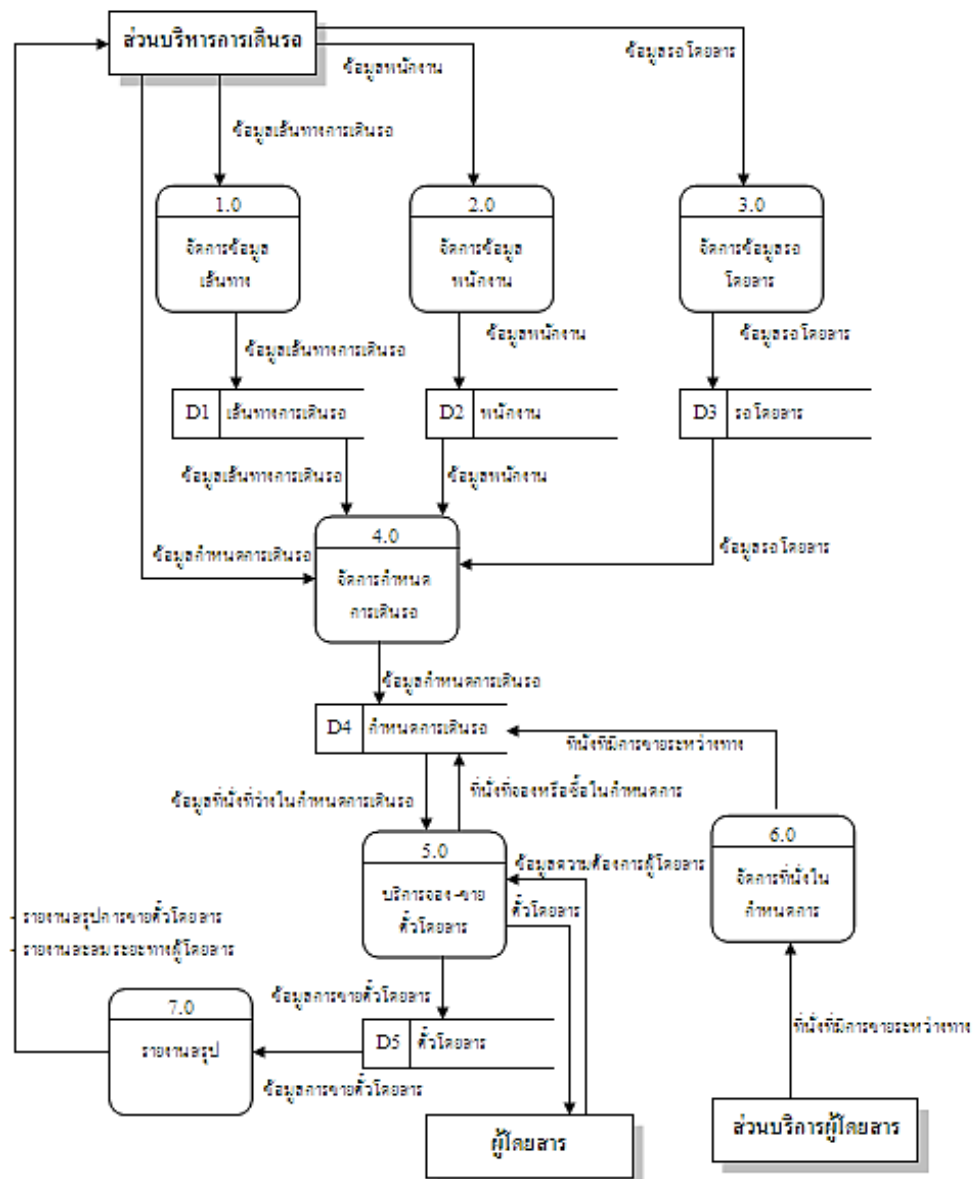 ส่วนบริหารการเดินรถ
ข้อมูลรถโดยสาร
ข้อมูลพนักงาน
ข้อมูลเส้นทางการเดินรถ
1.0
จัดการข้อมูล
เส้นทาง
2.0
จัดการข้อมูล
พนักงาน
3.0
จัดการข้อมูลรถ
โดยสาร
ข้อมูลเส้นทางการเดินรถ
ข้อมูลพนักงาน
ข้อมูลรถโดยสาร
D1 เส้นทางการเดินรถ
D2 พนักงาน
D3 รถโดยสาร
ข้อมูลเส้นทางการเดินรถ
ข้อมูลพนักงาน
ข้อมูลรถโดยสาร
ข้อมูลกำหนดการเดินรถ
4.0
จัดการกำหนด
การเดินรถ
ข้อมูลกำหนดการเดินรถ
D4 กำหนดการเดินรถ
ที่นั่งที่มีการขายระหว่างทาง
ข้อมูลที่นั่งที่ว่างในกำหนดการเดินรถ
ที่นั่งที่จองหรือซื้อในกำหนดการ
5.0
บริการจอง-ขาย
ตั๋วโดยสาร
ข้อมูลความต้องการผู้โดยสาร
ตั๋วโดยสาร
6.0
จัดการที่นั่งใน
กำหนดการ
- รายงานสรุปการขายตั๋วโดยสาร
- รายงานสะสมระยะทางผู้โดยสาร
ข้อมูลการขายตั๋วโดยสาร
7.0
รายงานสรุป
D5 ตั๋วโดยสาร
ข้อมูลการขายตั๋วโดยสาร
ที่นั่งที่มีการขายระหว่างทาง
ผู้โดยสาร
ส่วนบริการผู้โดยสาร